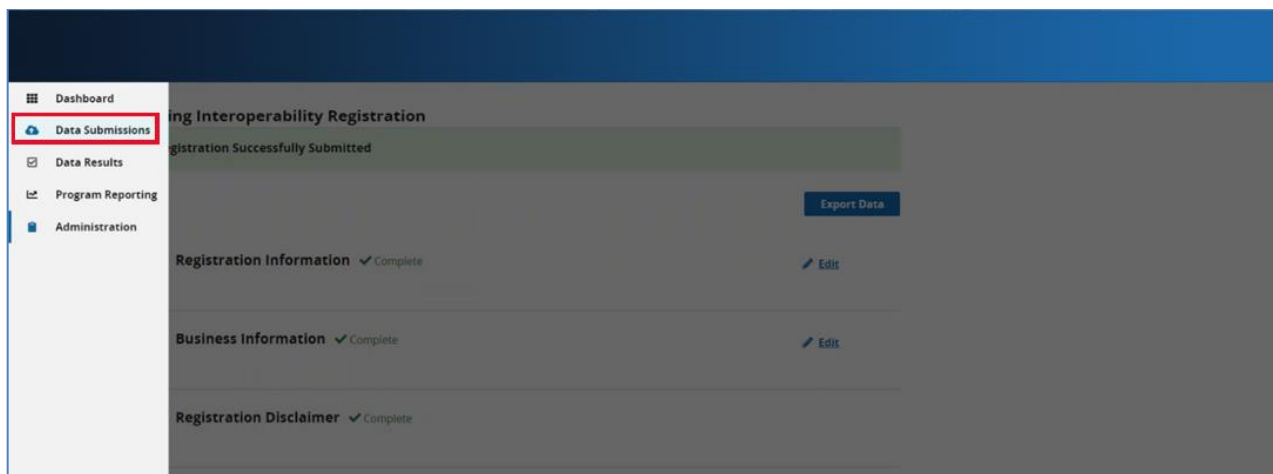 Dashboard
Data Submissions
Data Results
Program Reporting
Administration
ing Interoperability Registration
gistration Successfully Submitted
Export Data
Registration Information Complete
Edit
Business Information Complete
Edit
Registration Disclaimer Complete